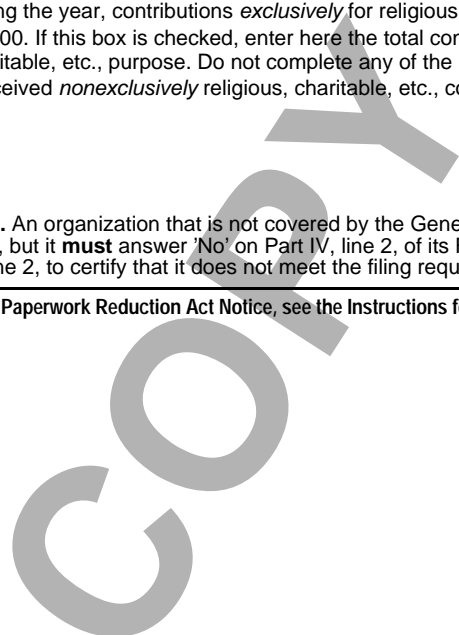 ng the year, contributions exclusively for religious
00. If this box is checked, enter here the total con
itable, etc., purpose. Do not complete any of the
ceived nonexclusively religious, charitable, etc., co
. An organization that is not covered by the Gene
, but it must answer 'No' on Part IV, line 2, of its
ne 2, to certify that it does not meet the filing requ
Paperwork Reduction Act Notice, see the Instructions fo
COPY